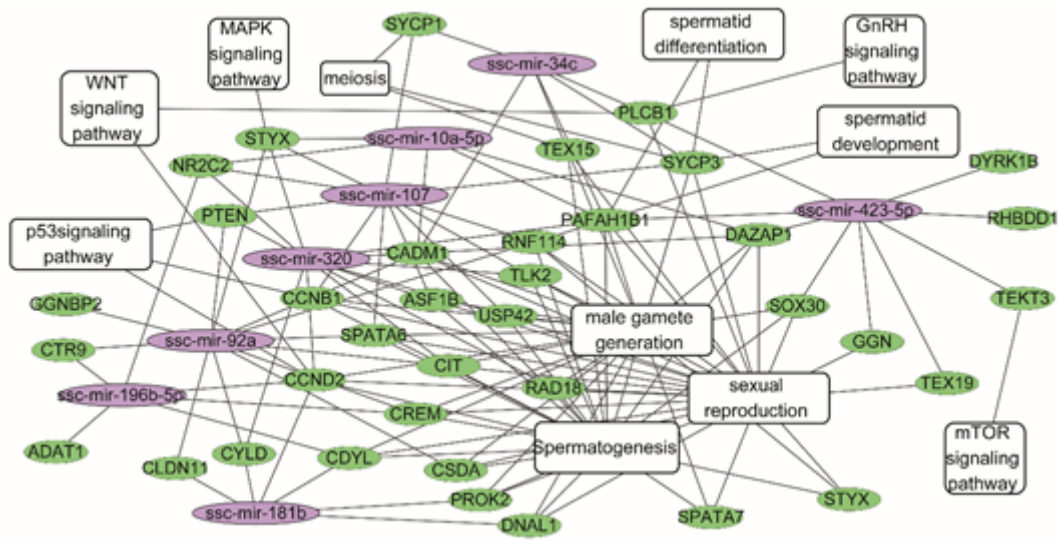 SYCP1
MAPK
signaling
pathway
spermatid
differentiation
GnRH
signaling
pathway
meiosis
ssc-mir-34c
WNT
signaling
pathway
PLCB1
spermatid
development
STYX
ssc-mir-10a-5p
TEX15
SYCP3
DYRK1B
NR2C2
ssc-mir-107
PTEN
PAFAH1B1
ssc-mir-423-5p
RHBDD1
p53signaling
pathway
RNF114
DAZAP1
ssc-mir-320
CADM1
TLK2
CCNB1
ASF1B
USP42
SOX30
TEKT3
GGNBP2
male gamete
generation
SPATA6
ssc-mir-92a
GGN
CTR9
CIT
CCND2
RAD18
sexual
reproduction
TEX19
ssc-mir-196b-5p
CREM
Spermatogenesis
mTOR
signaling
pathway
ADAT1
CLDN11
CYLD
CDYL
CSDA
PROK2
STYX
ssc-mir-181b
DNAL1
SPATA7